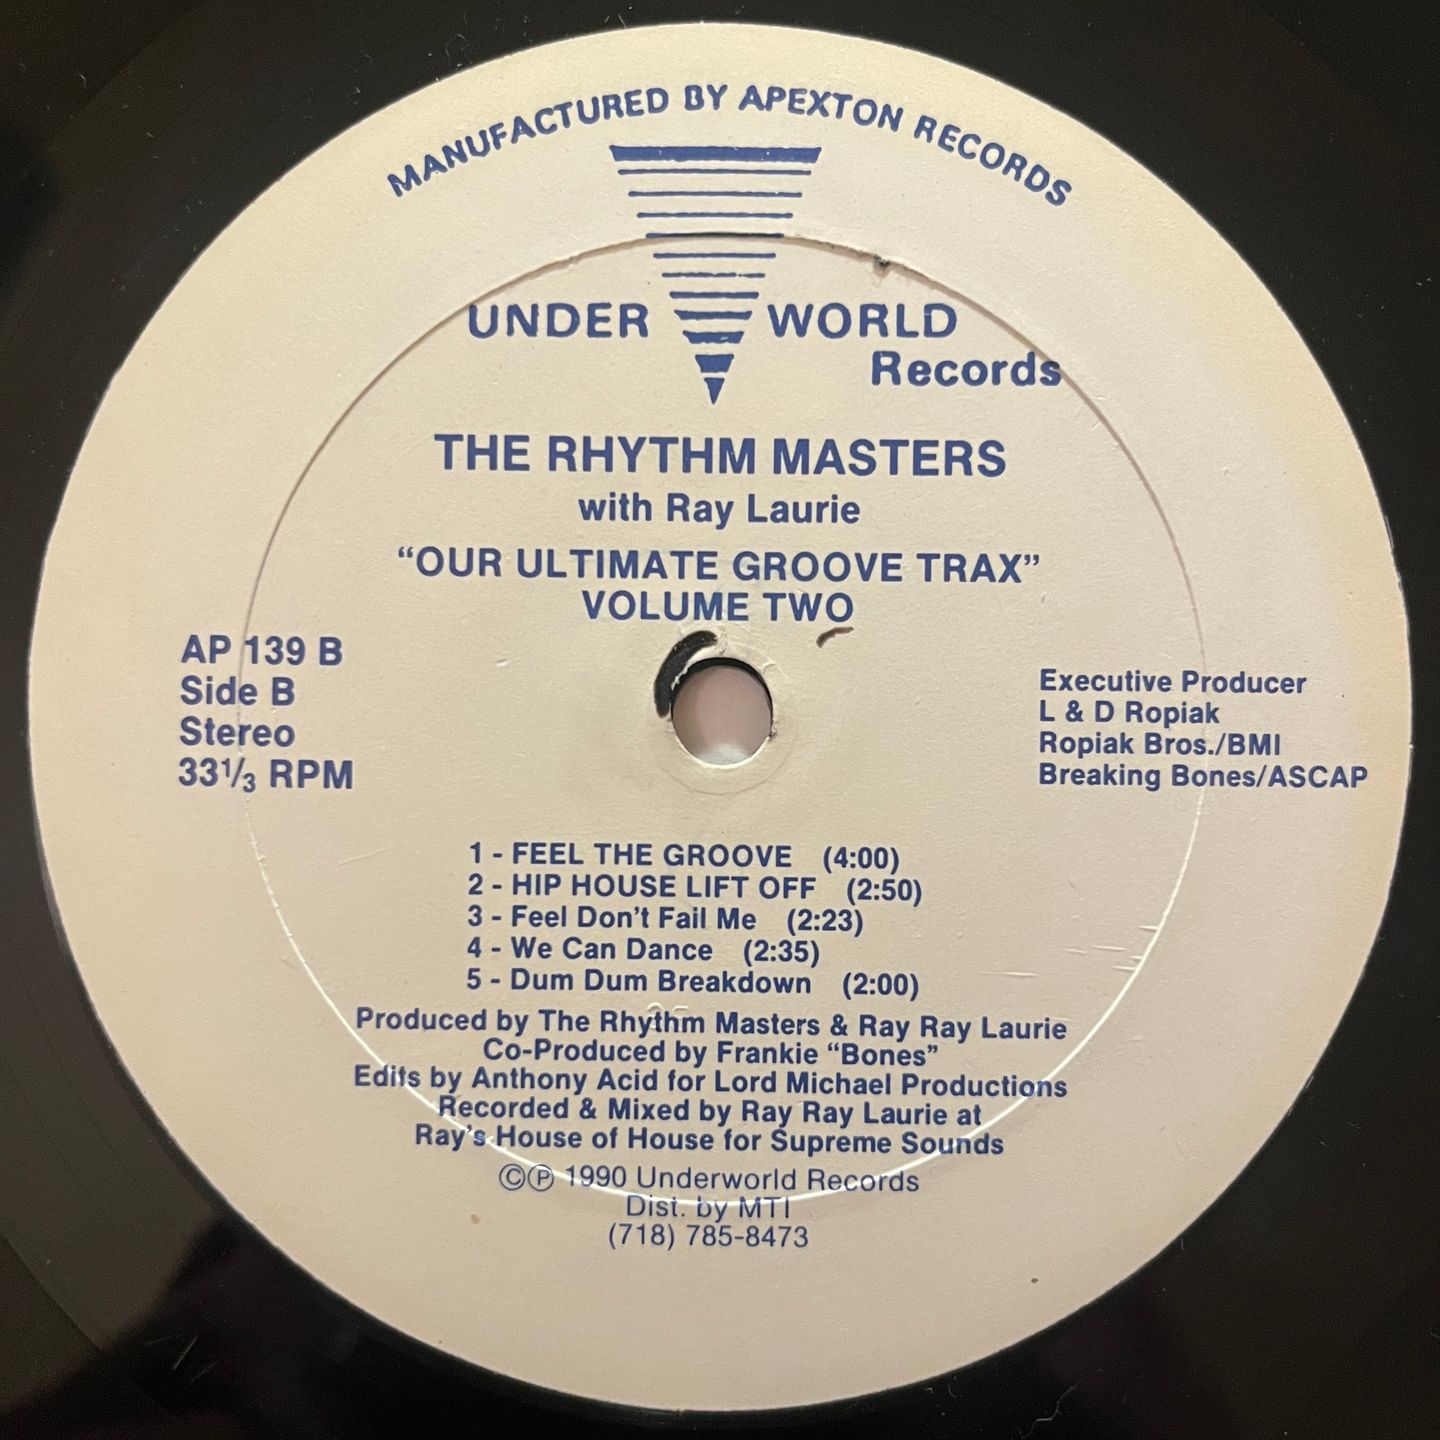 MANUFACTURED BY APEXTON RECORDS
UNDER WORLD
Records
THE RHYTHM MASTERS
with Ray Laurie
“OUR ULTIMATE GROOVE TRAX”
VOLUME TWO
AP 139 B
Side B
Stereo
33⅓ RPM
Executive Producer
L & D Ropiak
Ropiak Bros./BMI
Breaking Bones/ASCAP
1 - FEEL THE GROOVE (4:00)
2 - HIP HOUSE LIFT OFF (2:50)
3 - Feel Don't Fail Me (2:23)
4 - We Can Dance (2:35)
5 - Dum Dum Breakdown (2:00)
Produced by The Rhythm Masters & Ray Ray Laurie
Co-Produced by Frankie “Bones”
Edits by Anthony Acid for Lord Michael Productions
Recorded & Mixed by Ray Ray Laurie at
Ray's House of House for Supreme Sounds
©℗ 1990 Underworld Records
Dist. by MTI
(718) 785-8473